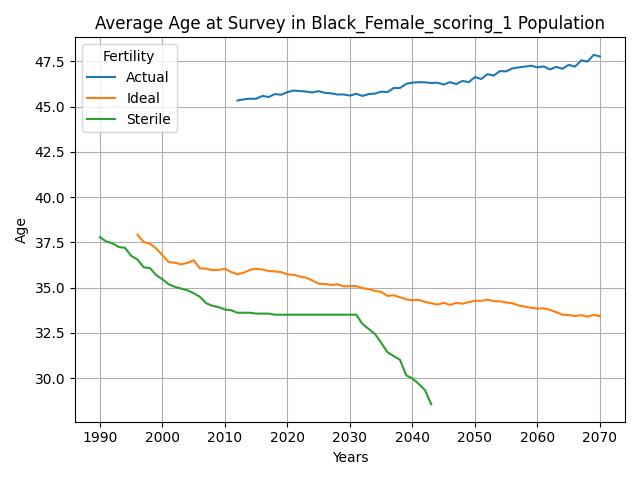 Average Age at Survey in Black_Female_scoring_1 Population
Fertility
Actual
Ideal
Sterile
Age
47.5
45.0
42.5
40.0
37.5
35.0
32.5
30.0
1990 2000 2010 2020 2030 2040 2050 2060 2070
Years